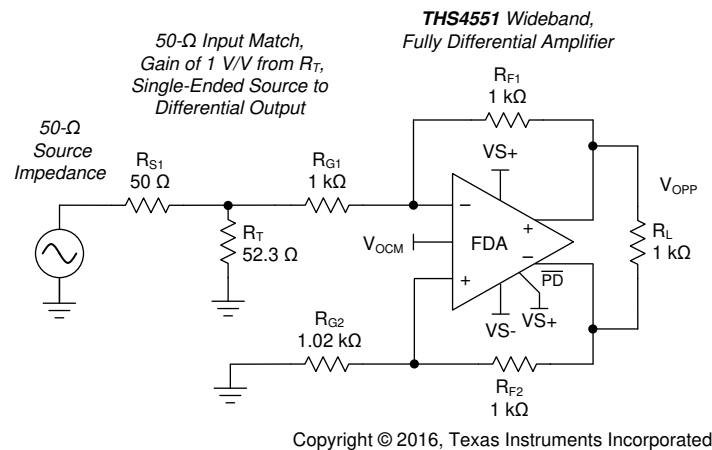 THS4551 Wideband,
Fully Differential Amplifier
50-Ω Input Match,
Gain of 1 V/V from RT,
Single-Ended Source to
Differential Output
50-Ω
Source
Impedance
RS1
50 Ω
RT
52.3 Ω
RG1
1 kΩ
RF1
1 kΩ
VS+
VOCM
–
+
FDA
+
–
PD
VS-
VS+
VOPP
RL
1 kΩ
RG2
1.02 kΩ
RF2
1 kΩ
Copyright © 2016, Texas Instruments Incorporated